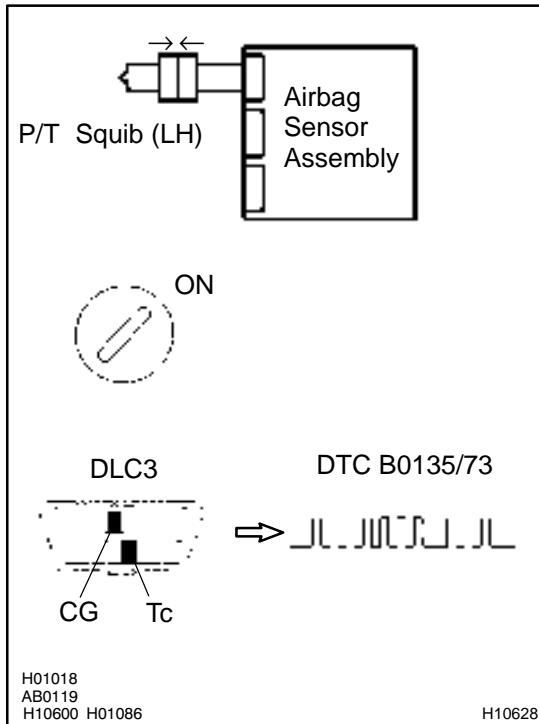 P/T Squib (LH)
Airbag
Sensor
Assembly
ON
DLC3
DTC B0135/73
CG
Tc
H01018
AB0119
H10600 H01086
H10628